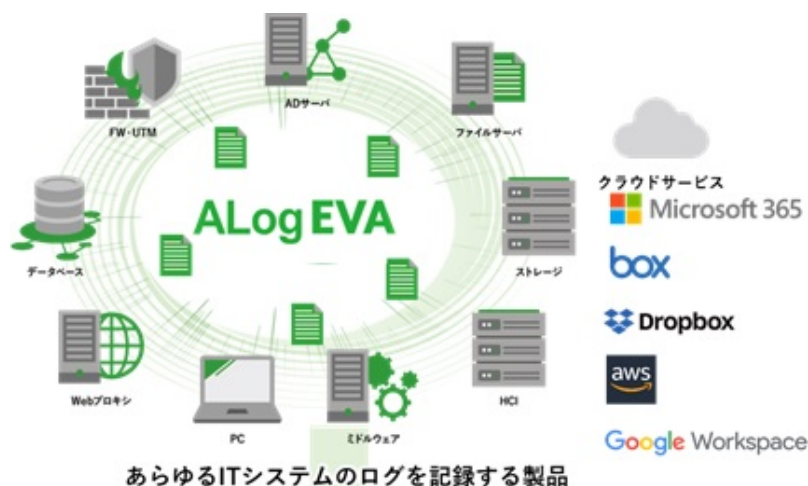 ADサーバ
FW・UTM
ファイルサーバ
クラウドサービス
Microsoft 365
ALog EVA
データベース
ストレージ
box
Dropbox
aws
Webプロキシ
PC
ミドルウェア
HCI
Google Workspace
あらゆるITシステムのログを記録する製品